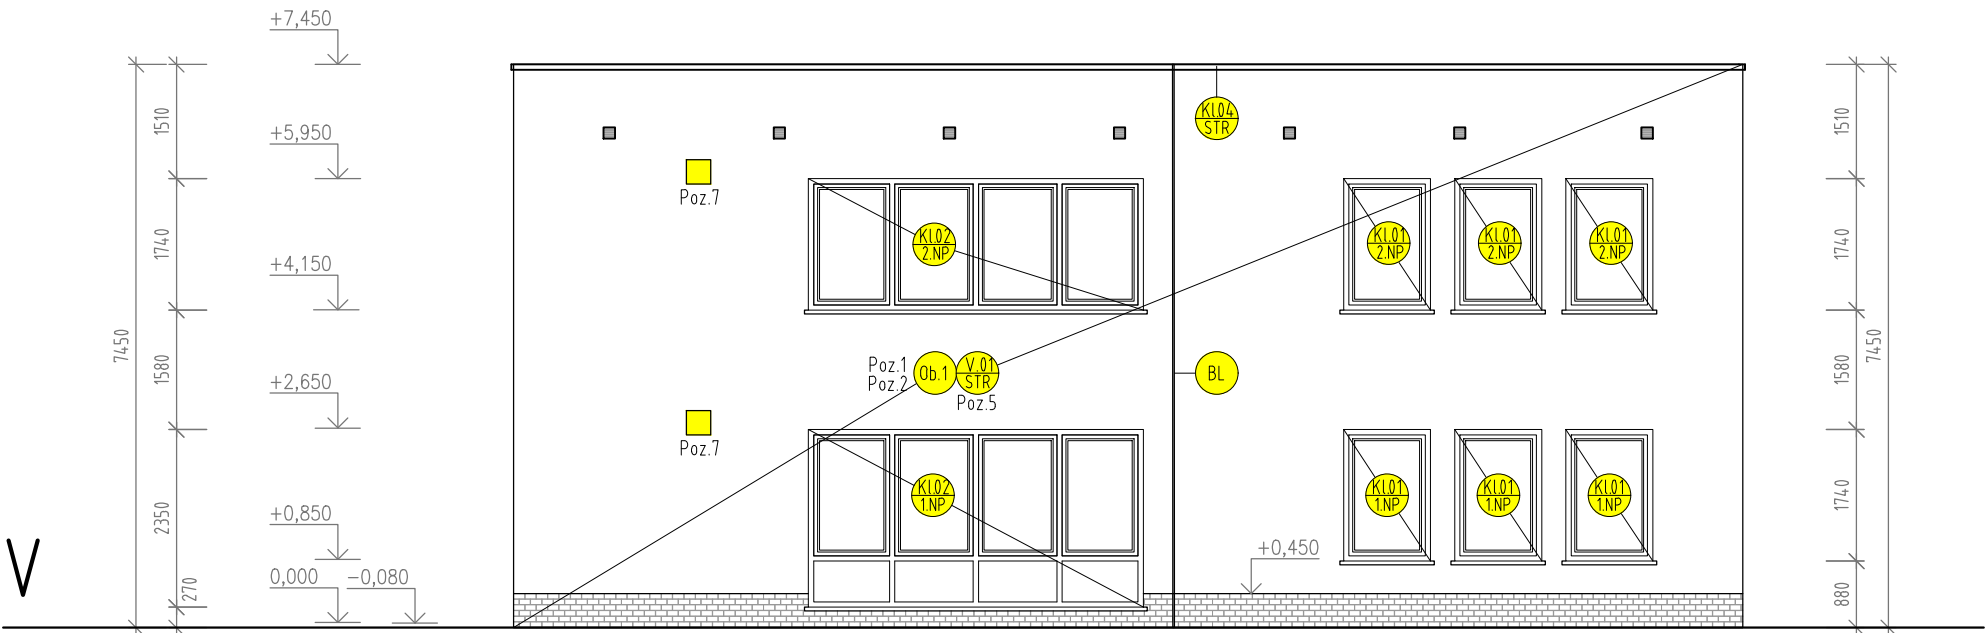 +7,450
1510
+5,950
Kl.04
STR
1510
Poz.7
1740
Kl.02
2.NP
Kl.01
2.NP
Kl.01
2.NP
Kl.01
2.NP
1740
+4,150
7450
1580
+2,650
Poz.1
Poz.2
Ob.1
V.01
STR
Poz.5
BL
1580
7450
Poz.7
2350
+0,850
Kl.02
1.NP
Kl.01
1.NP
Kl.01
1.NP
Kl.01
1.NP
1740
V
270
0,000
-0,080
+0,450
880